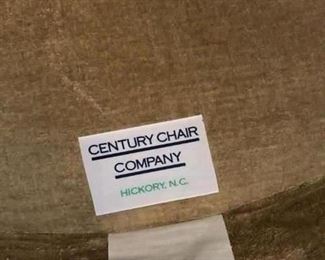 CENTURY CHAIR
COMPANY
HICKORY, N.C.